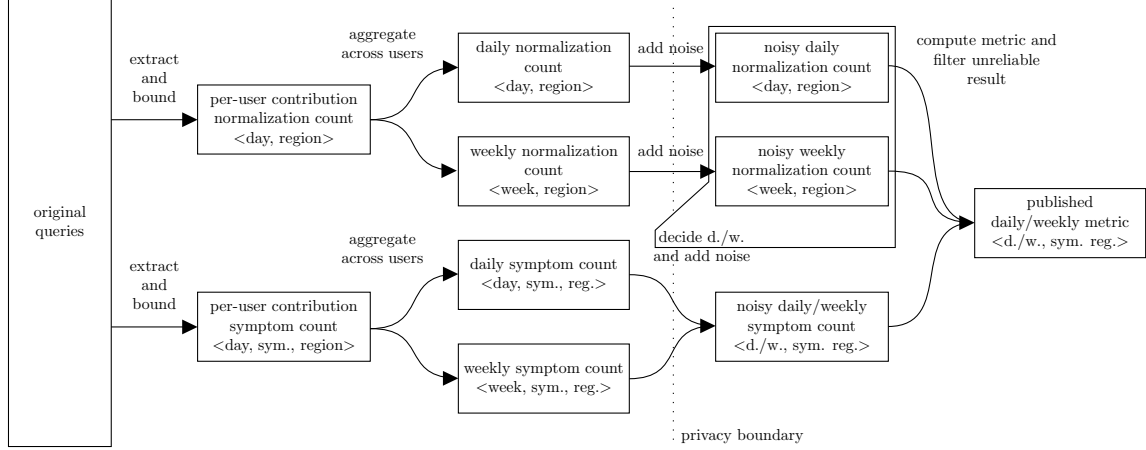 original
queries
extract
and
bound
per-user contribution
normalization count
<day, region>
aggregate
across users
daily normalization
count
<day, region>
weekly normalization
count
<week, region>
add noise
add noise
noisy daily
normalization count
<day, region>
noisy weekly
normalization count
<week, region>
decide d./w.
and add noise
compute metric and
filter unreliable
result
extract
and
bound
per-user contribution
symptom count
<day, sym., region>
aggregate
across users
daily symptom count
<day, sym., reg.>
weekly symptom count
<week, sym., reg.>
noisy daily/weekly
symptom count
<d./w., sym. reg.>
published
daily/weekly metric
<d./w., sym. reg.>
privacy boundary